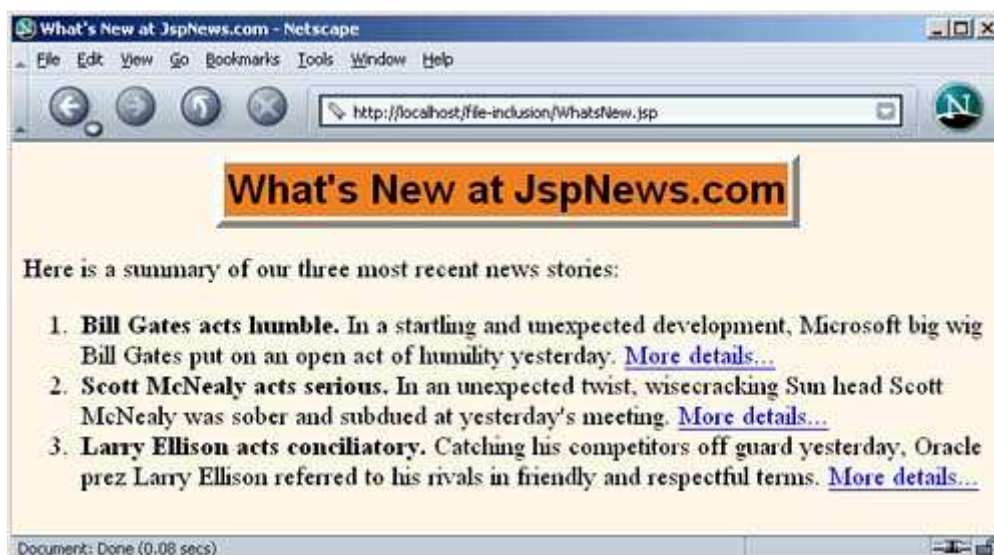 What's New at JspNews.com - Netscape
File Edit View Go Bookmarks Tools Window Help
http://localhost/file-inclusion/WhatsNew.jsp
N
What's New at JspNews.com
Here is a summary of our three most recent news stories:
1. Bill Gates acts humble. In a startling and unexpected development, Microsoft big wig
Bill Gates put on an open act of humility yesterday. More details...
2. Scott McNealy acts serious. In an unexpected twist, wisecracking Sun head Scott
McNealy was sober and subdued at yesterday's meeting. More details...
3. Larry Ellison acts conciliatory. Catching his competitors off guard yesterday, Oracle
prez Larry Ellison referred to his rivals in friendly and respectful terms. More details...
Document: Done (0.08 secs)